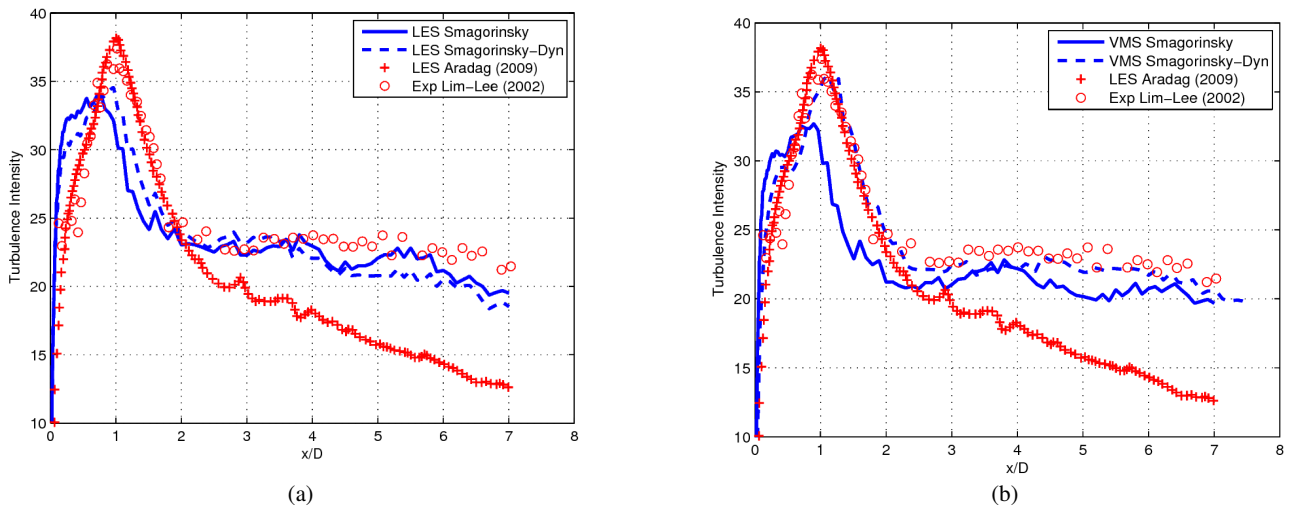 40
35
30
25
20
15
10
Turbulence Intensity
0 1 2 3 4 5 6 7 8
x/D
LES Smagorinsky
LES Smagorinsky−Dyn
LES Aradag (2009)
Exp Lim−Lee (2002)
(a)
40
35
30
25
20
15
10
Turbulence Intensity
0 1 2 3 4 5 6 7 8
x/D
VMS Smagorinsky
VMS Smagorinsky−Dyn
LES Aradag (2009)
Exp Lim−Lee (2002)
(b)